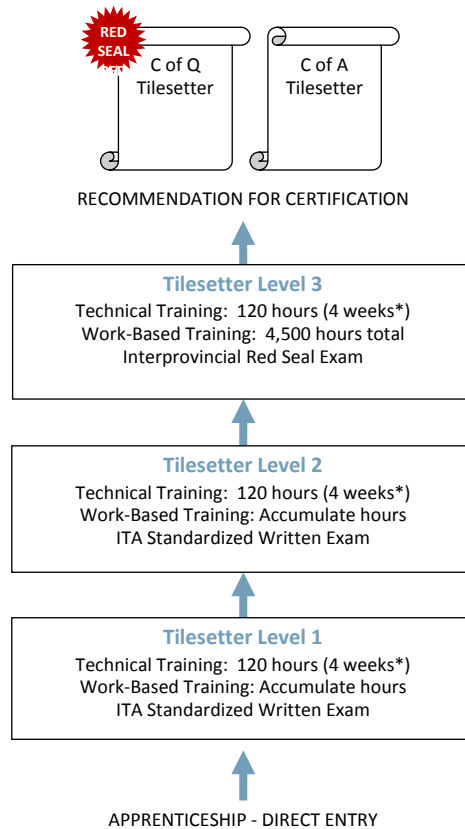 RED
SEAL
C of Q
Tilesetter
C of A
Tilesetter
RECOMMENDATION FOR CERTIFICATION
Tilesetter Level 3
Technical Training: 120 hours (4 weeks*)
Work-Based Training: 4,500 hours total
Interprovincial Red Seal Exam
Tilesetter Level 2
Technical Training: 120 hours (4 weeks*)
Work-Based Training: Accumulate hours
ITA Standardized Written Exam
Tilesetter Level 1
Technical Training: 120 hours (4 weeks*)
Work-Based Training: Accumulate hours
ITA Standardized Written Exam
APPRENTICESHIP - DIRECT ENTRY